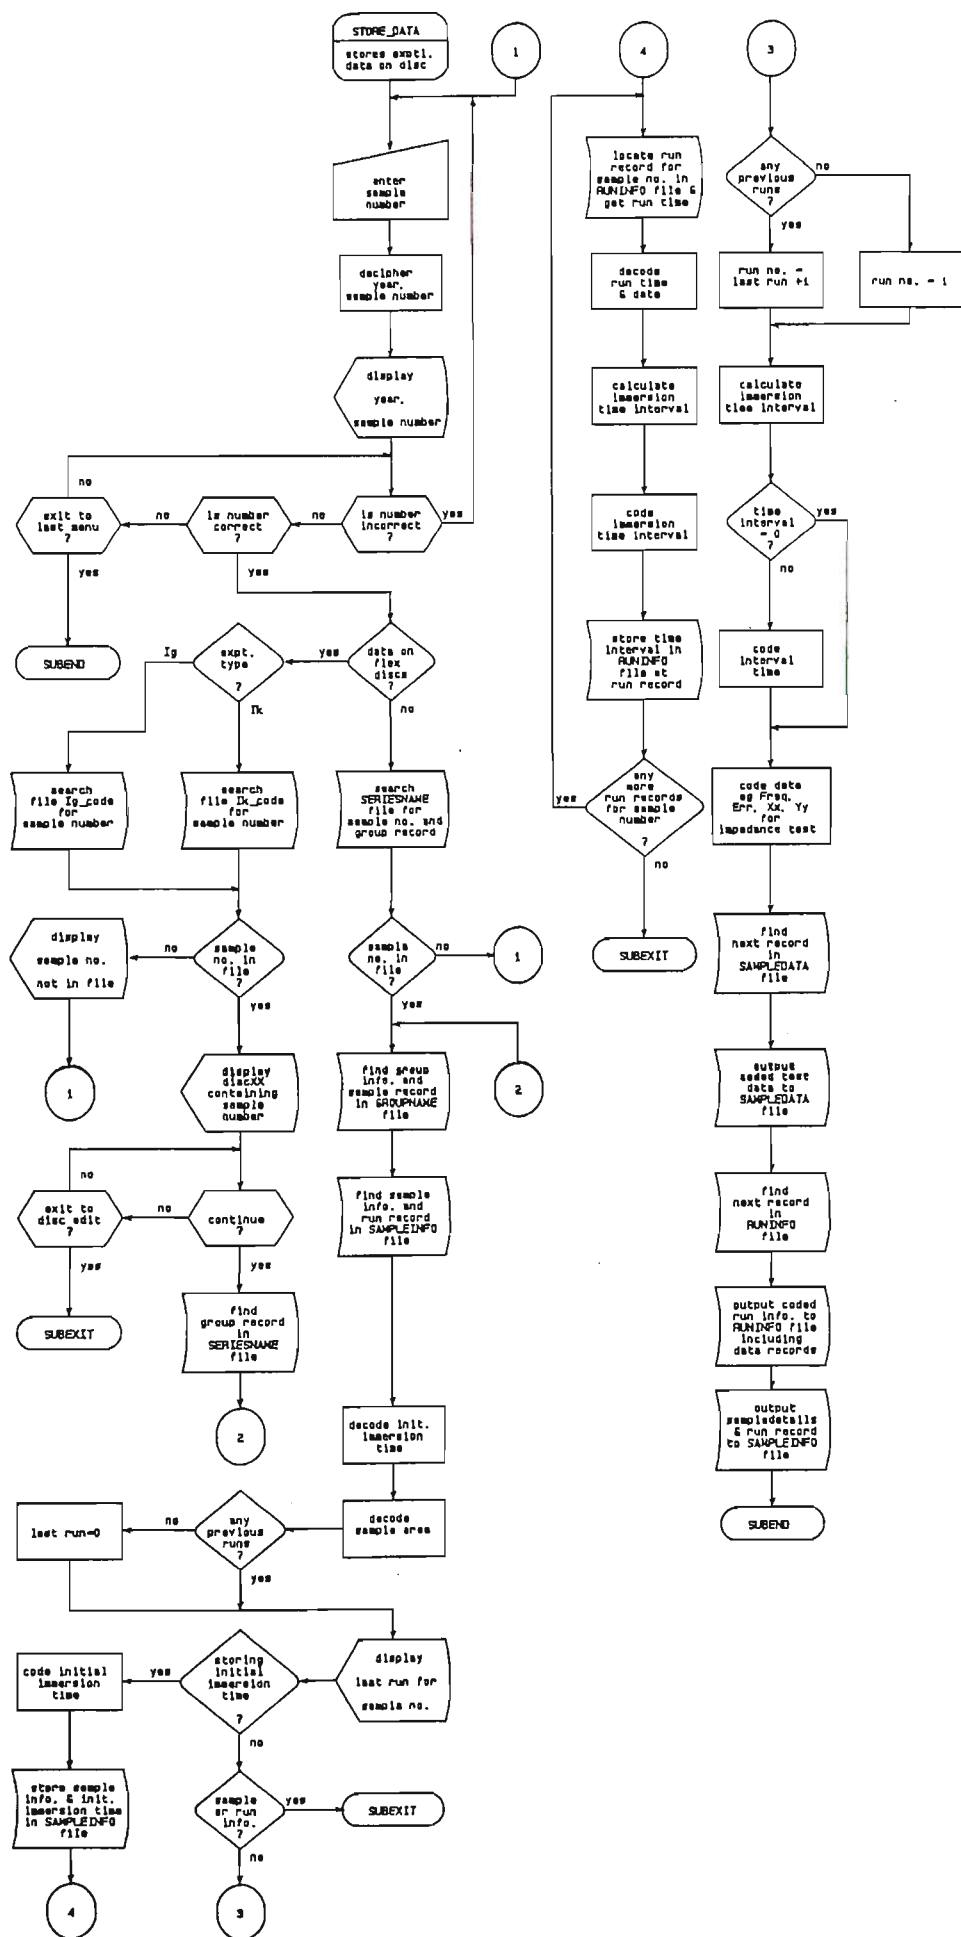 STORE_DATA
stores exptl.
data on disc
1
enter
sample
number
decipher
year,
sample number
display
year,
sample number
is number
incorrect
?
yes
no
is number
correct
?
no
yes
exit to
last menu
?
no
yes
SUBEND
data on
flex
discs
?
yes
no
expt.
type
?
Ig
Ik
search
file Ig_code
for
sample number
search
file Ik_code
for
sample number
search
SERIESNAME
file for
sample no. and
group record
display
sample no.
not in file
no
sample
no. in
file
?
yes
sample
no. in
file
?
no
1
yes
1
display
discXX
containing
sample
number
find group
info. and
sample record
in GROUPNAME
file
2
no
exit to
disc edit
?
no
continue
?
yes
yes
find sample
info. and
run record
in SAMPLEINFO
file
SUBEXIT
find
group record
in
SERIESNAME
file
2
decode init.
immersion
time
decode
sample area
any
previous
runs
?
no
yes
last run=0
display
last run for
sample no.
storing
initial
immersion
time
?
yes
no
code initial
immersion
time
store sample
info. & init.
immersion time
in SAMPLEINFO
file
4
sample
or run
info.
?
yes
SUBEXIT
no
3
4
locate run
record for
sample no. in
RUNINFO file &
get run time
decode
run time
& date
calculate
immersion
time interval
code
immersion
time interval
store time
interval in
RUNINFO
file at
run record
any
more
run records
for sample
number
?
yes
no
SUBEXIT
3
any
previous
runs
?
no
yes
run no. =
last run +1
run no. = 1
calculate
immersion
time interval
time
interval
= 0
?
yes
no
code
interval
time
code data
eg Freq,
Err, Xx, Yy
for
impedance test
find
next record
in
SAMPLEDATA
file
output
coded test
data to
SAMPLEDATA
file
find
next record
in
RUNINFO
file
output coded
run info. to
RUNINFO file
including
data records
output
sampledetails
& run record
to SAMPLEINFO
file
SUBEND